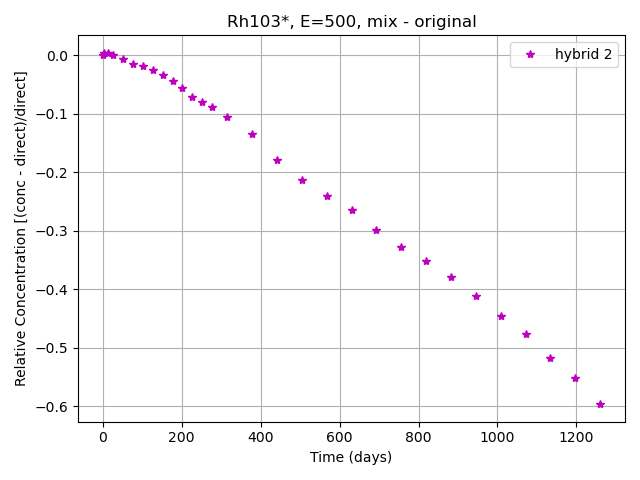 Rh103*, E=500, mix - original
hybrid 2
0.0
−0.1
−0.2
−0.3
−0.4
−0.5
−0.6
Relative Concentration [(conc - direct)/direct]
0 200 400 600 800 1000 1200
Time (days)